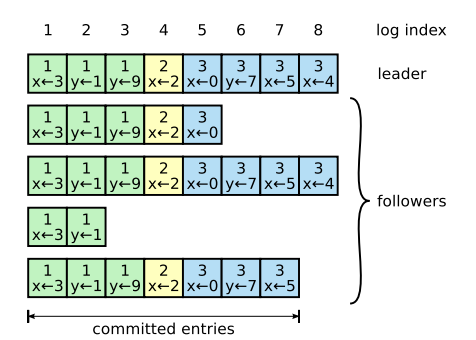 1 2 3 4 5 6 7 8 log index
1 1 1 2 3 3 3 3
x←3 y←1 y←9 x←2 x←0 y←7 x←5 x←4 leader
1 1 1 2 3
x←3 y←1 y←9 x←2 x←0
1 1 1 2 3 3 3 3
x←3 y←1 y←9 x←2 x←0 y←7 x←5 x←4
followers
1 1
x←3 y←1
1 1 1 2 3 3 3
x←3 y←1 y←9 x←2 x←0 y←7 x←5
committed entries